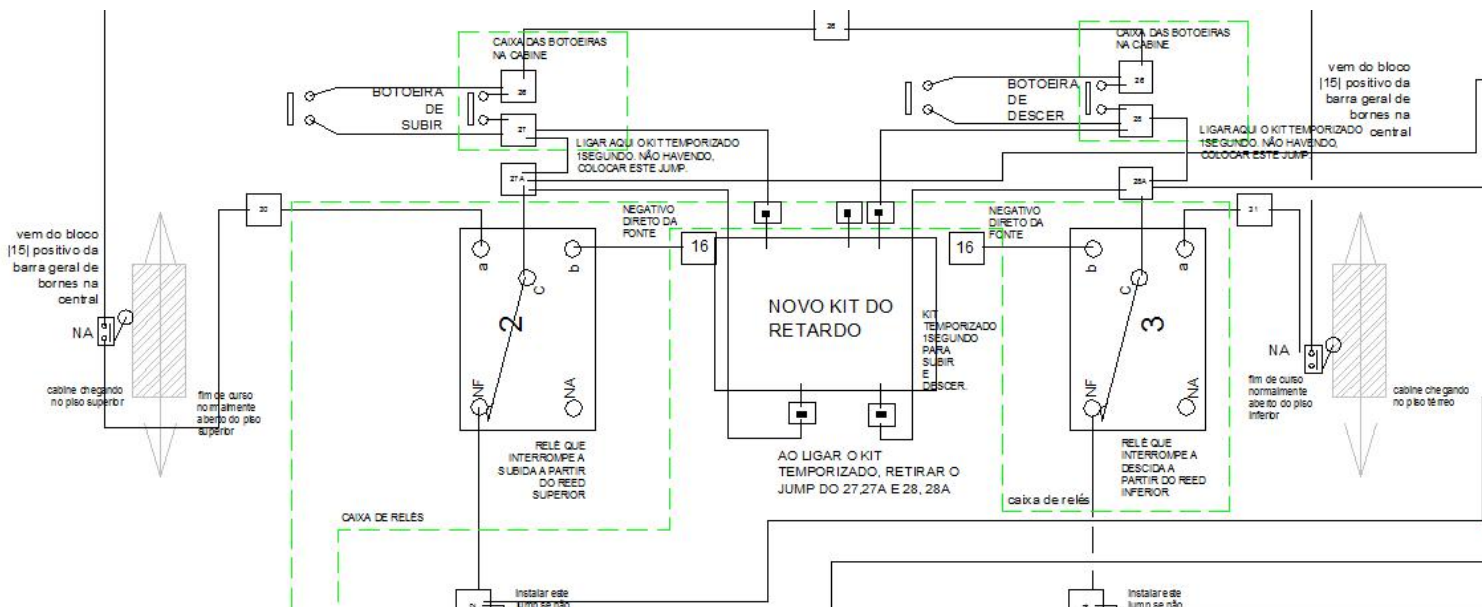 26
CAIXA DAS BOTOEIRAS
NA CABINE
26
BOTOEIRA
DE
SUBIR
27
LIGAR AQUI O KIT TEMPORIZADO
1SEGUNDO. NÃO HAVENDO,
COLOCAR ESTE JUMP.
27A
CAIXA DAS BOTOEIRAS
NA CABINE
26
BOTOEIRA
DE
DESCER
LIGAR AQUI O KIT TEMPORIZADO
1SEGUNDO. NÃO HAVENDO,
COLOCAR ESTE JUMP.
28A
vem do bloco
|15| positivo da
barra geral de
bornes na
central
vem do bloco
|15| positivo da
barra geral de
bornes na
central
NA
cabine chegando
no piso superior
fim de curso
normalmente
aberto do piso
superior
a
b
C
2
NF
NA
NEGATIVO
DIRETO DA
FONTE
16
RELÉ QUE
INTERROMPE A
SUBIDA A PARTIR
DO REED
SUPERIOR
CAIXA DE RELÉS
NOVO KIT DO
RETARDO
KIT
TEMPORIZADO
1SEGUNDO
PARA
SUBIR
E
DESCER.
AO LIGAR O KIT
TEMPORIZADO, RETIRAR O
JUMP DO 27,27A E 28, 28A
NEGATIVO
DIRETO DA
FONTE
16
b
a
C
3
NF
NA
RELÉ QUE
INTERROMPE A
DESCIDA A
PARTIR DO REED
INFERIOR
caixa de relés
NA
fim de curso
normalmente
aberto do piso
inferior
cabine chegando
no piso térreo
Instalar este
jump se não
Instalar este
jump se não